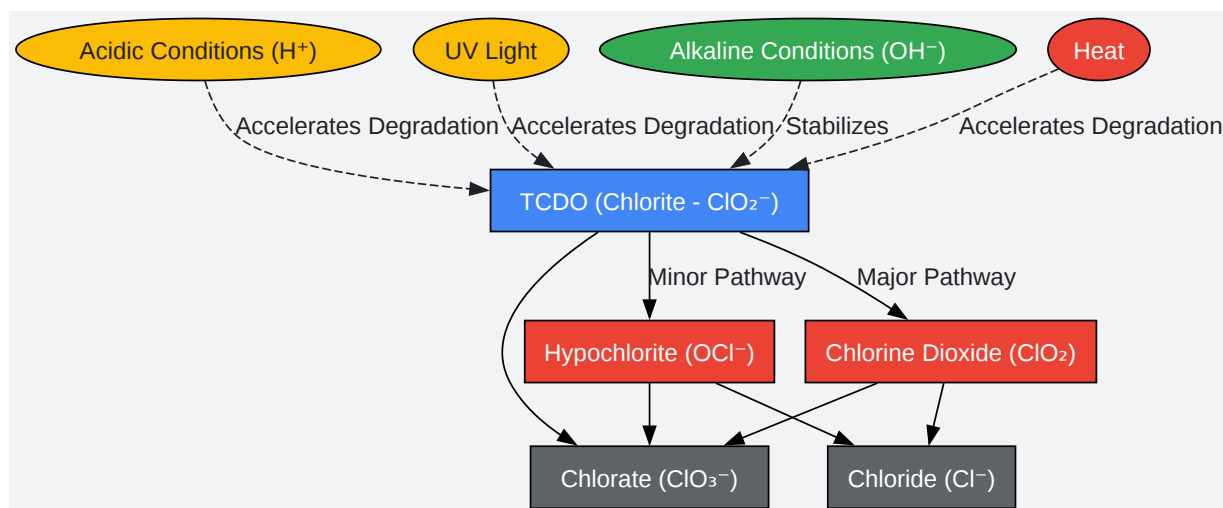 Acidic Conditions (H⁺)
UV Light
Alkaline Conditions (OH⁻)
Heat
Accelerates Degradation
Accelerates Degradation
Stabilizes
Accelerates Degradation
TCDO (Chlorite - ClO₂⁻)
Minor Pathway
Major Pathway
Hypochlorite (OCl⁻)
Chlorine Dioxide (ClO₂)
Chlorate (ClO₃⁻)
Chloride (Cl⁻)